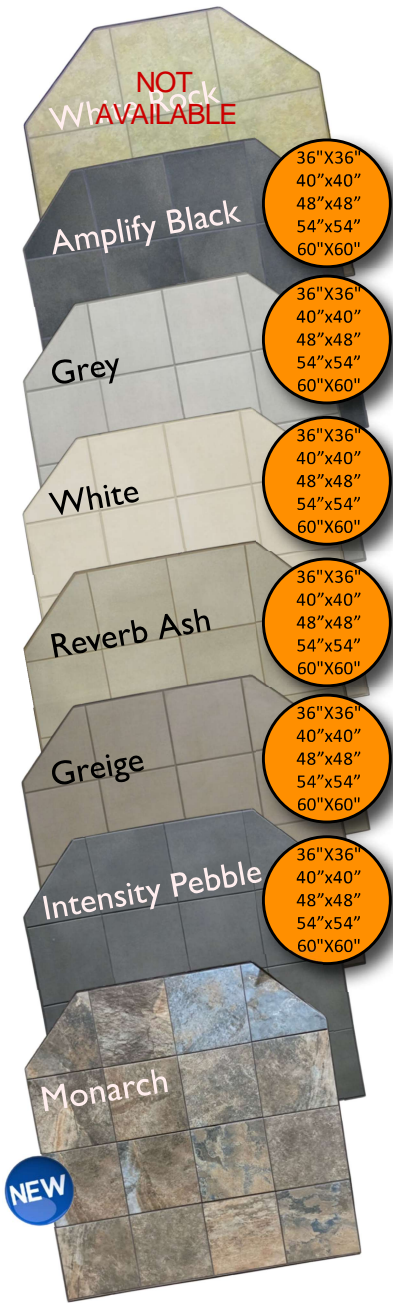 NOT
White Rock
AVAILABLE
36"X36"
40”x40”
48”x48”
54”x54”
60"X60"
Amplify Black
36"X36"
40”x40”
48”x48”
54”x54”
60"X60"
Grey
36"X36"
40”x40”
48”x48”
54”x54”
60"X60"
White
36"X36"
40”x40”
48”x48”
54”x54”
60"X60"
Reverb Ash
36"X36"
40”x40”
48”x48”
54”x54”
60"X60"
Greige
36"X36"
40”x40”
48”x48”
54”x54”
60"X60"
Intensity Pebble
Monarch
NEW